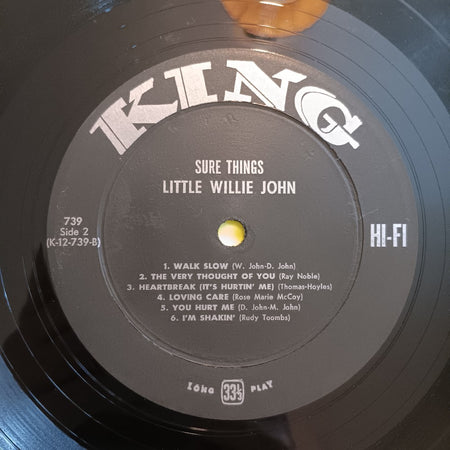 KING
SURE THINGS
LITTLE WILLIE JOHN
739
Side 2
(K-12-739-B)
HI-FI
1. WALK SLOW (W. John-D. John)
2. THE VERY THOUGHT OF YOU (Ray Noble)
3. HEARTBREAK (IT'S HURTIN' ME) (Thomas-Hoyles)
4. LOVING CARE (Rose Marie McCoy)
5. YOU HURT ME (D. John-M. John)
6. I'M SHAKIN' (Rudy Toombs)
LONG 33⅓ PLAY